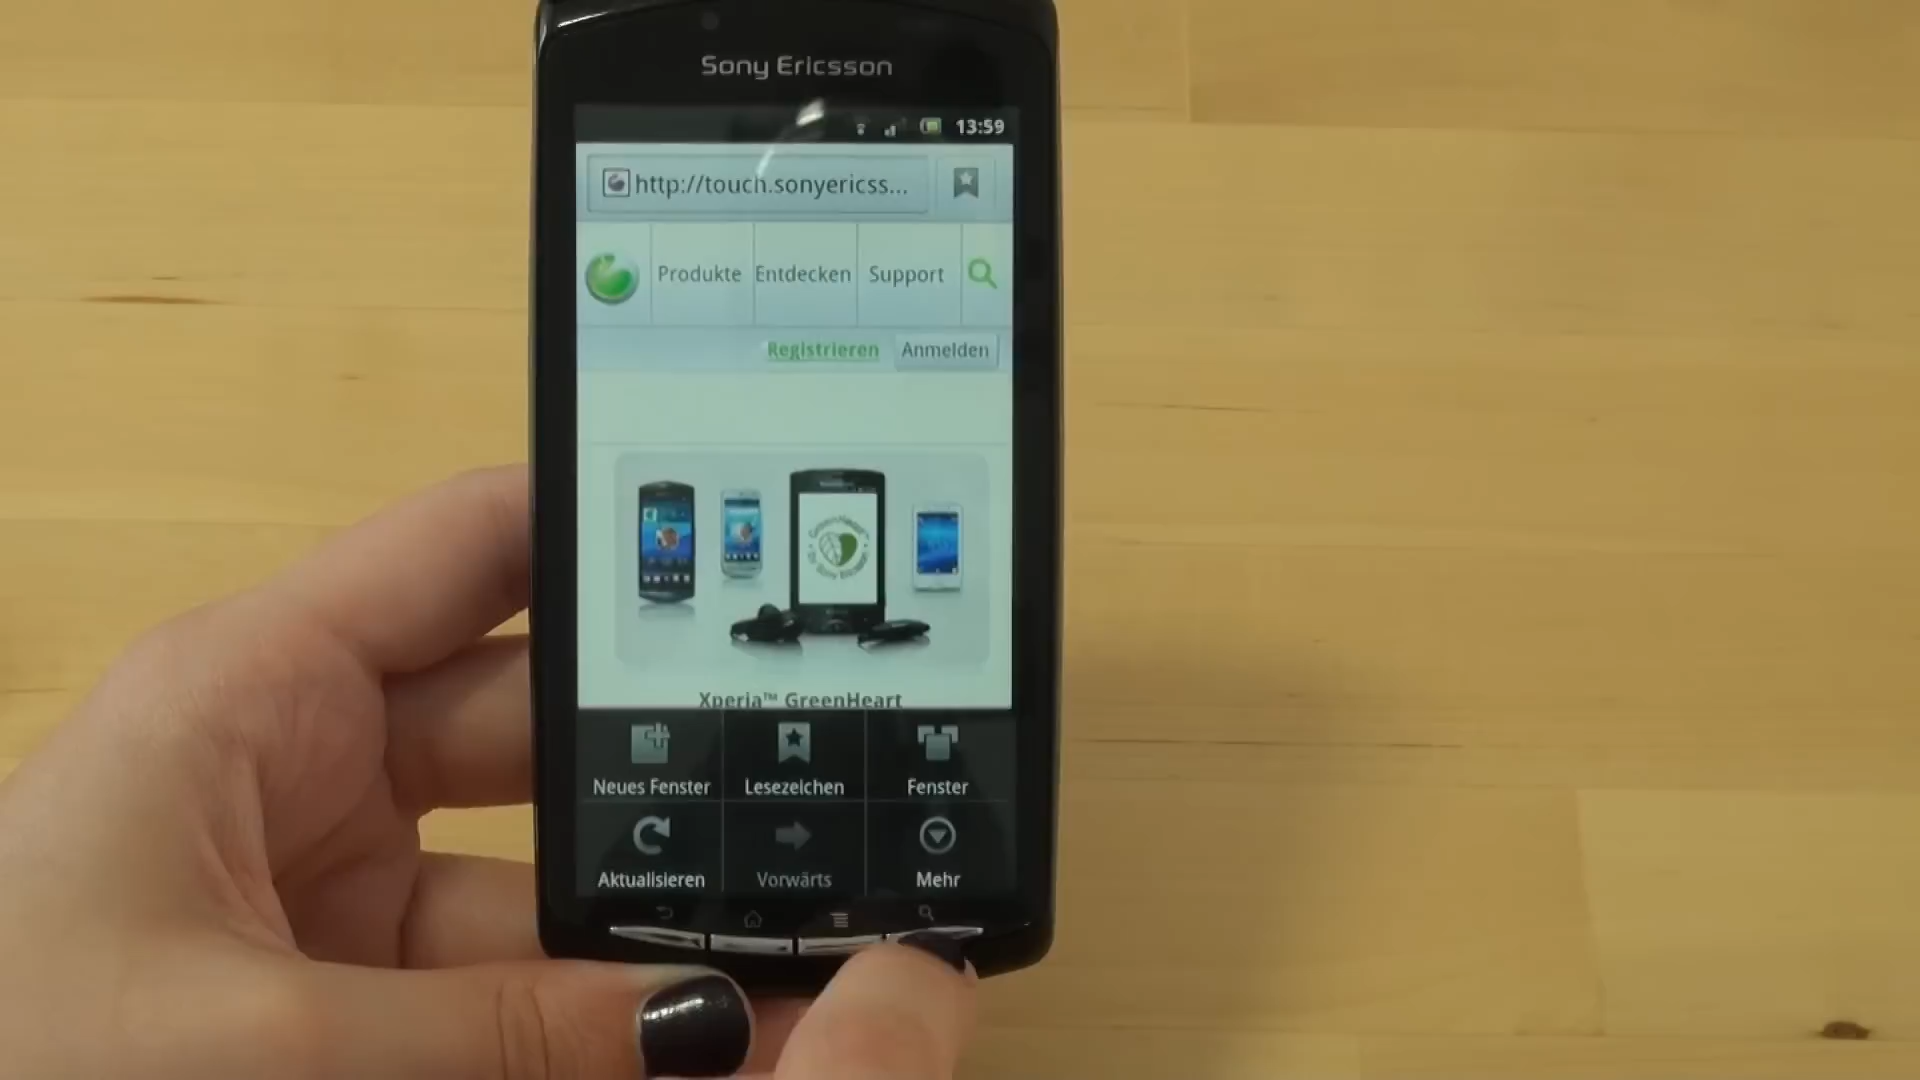 Sony Ericsson
13:59
http://touch.sonyericss...
Produkte Entdecken Support
Registrieren Anmelden
Xperia™ GreenHeart
Neues Fenster Lesezeichen Fenster
Aktualisieren Vorwärts Mehr